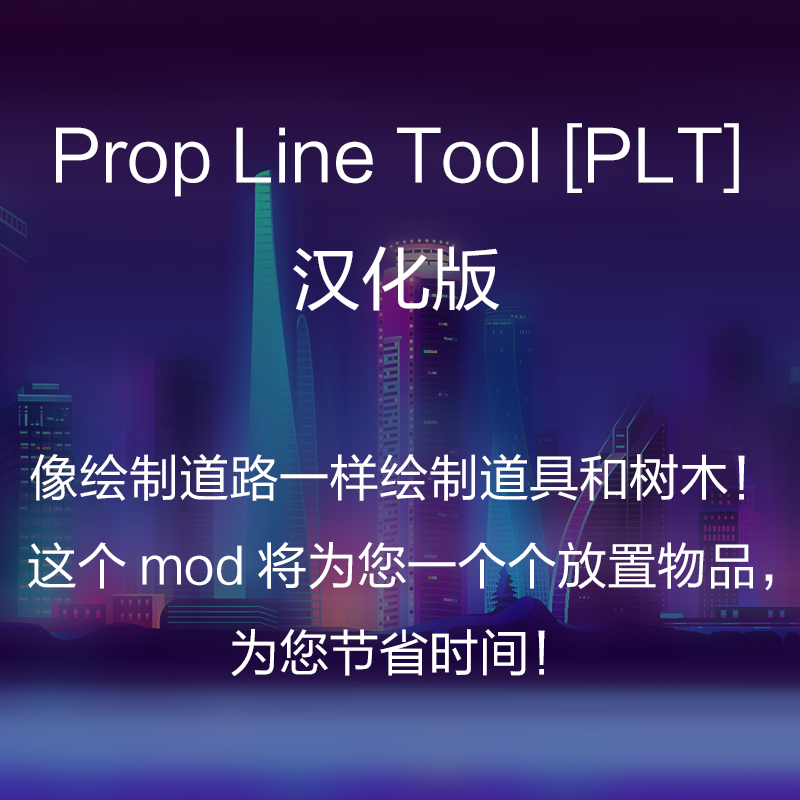 Prop Line Tool [PLT]
汉化版
像绘制道路一样绘制道具和树木！
这个 mod 将为您一个个放置物品，
为您节省时间！